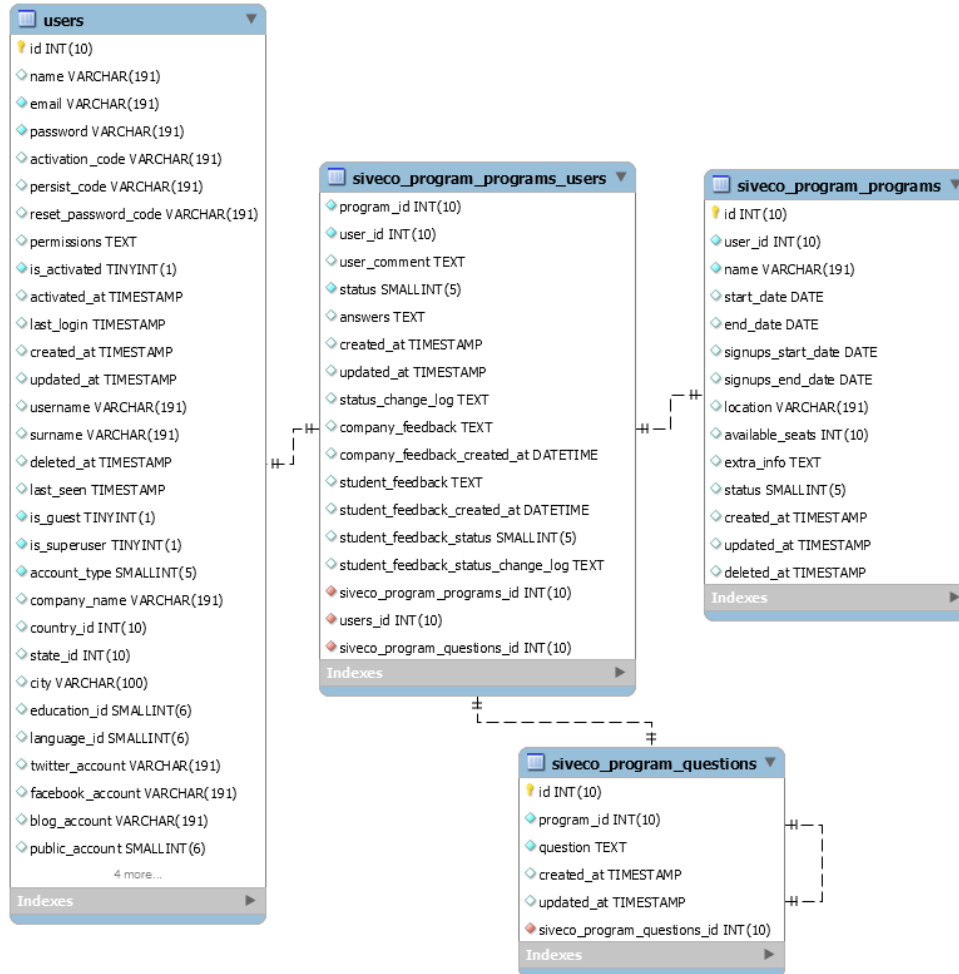 users
id INT(10)
name VARCHAR(191)
email VARCHAR(191)
password VARCHAR(191)
activation_code VARCHAR(191)
persist_code VARCHAR(191)
reset_password_code VARCHAR(191)
permissions TEXT
is_activated TINYINT(1)
activated_at TIMESTAMP
last_login TIMESTAMP
created_at TIMESTAMP
updated_at TIMESTAMP
username VARCHAR(191)
surname VARCHAR(191)
deleted_at TIMESTAMP
last_seen TIMESTAMP
is_guest TINYINT(1)
is_superuser TINYINT(1)
account_type SMALLINT(5)
company_name VARCHAR(191)
country_id INT(10)
state_id INT(10)
city VARCHAR(100)
education_id SMALLINT(6)
language_id SMALLINT(6)
twitter_account VARCHAR(191)
facebook_account VARCHAR(191)
blog_account VARCHAR(191)
public_account SMALLINT(6)
4 more...
Indexes
siveco_program_programs_users
program_id INT(10)
user_id INT(10)
user_comment TEXT
status SMALLINT(5)
answers TEXT
created_at TIMESTAMP
updated_at TIMESTAMP
status_change_log TEXT
company_feedback TEXT
company_feedback_created_at DATETIME
student_feedback TEXT
student_feedback_created_at DATETIME
student_feedback_status SMALLINT(5)
student_feedback_status_change_log TEXT
siveco_program_programs_id INT(10)
users_id INT(10)
siveco_program_questions_id INT(10)
Indexes
siveco_program_programs
id INT(10)
user_id INT(10)
name VARCHAR(191)
start_date DATE
end_date DATE
signups_start_date DATE
signups_end_date DATE
location VARCHAR(191)
available_seats INT(10)
extra_info TEXT
status SMALLINT(5)
created_at TIMESTAMP
updated_at TIMESTAMP
deleted_at TIMESTAMP
Indexes
siveco_program_questions
id INT(10)
program_id INT(10)
question TEXT
created_at TIMESTAMP
updated_at TIMESTAMP
siveco_program_questions_id INT(10)
Indexes